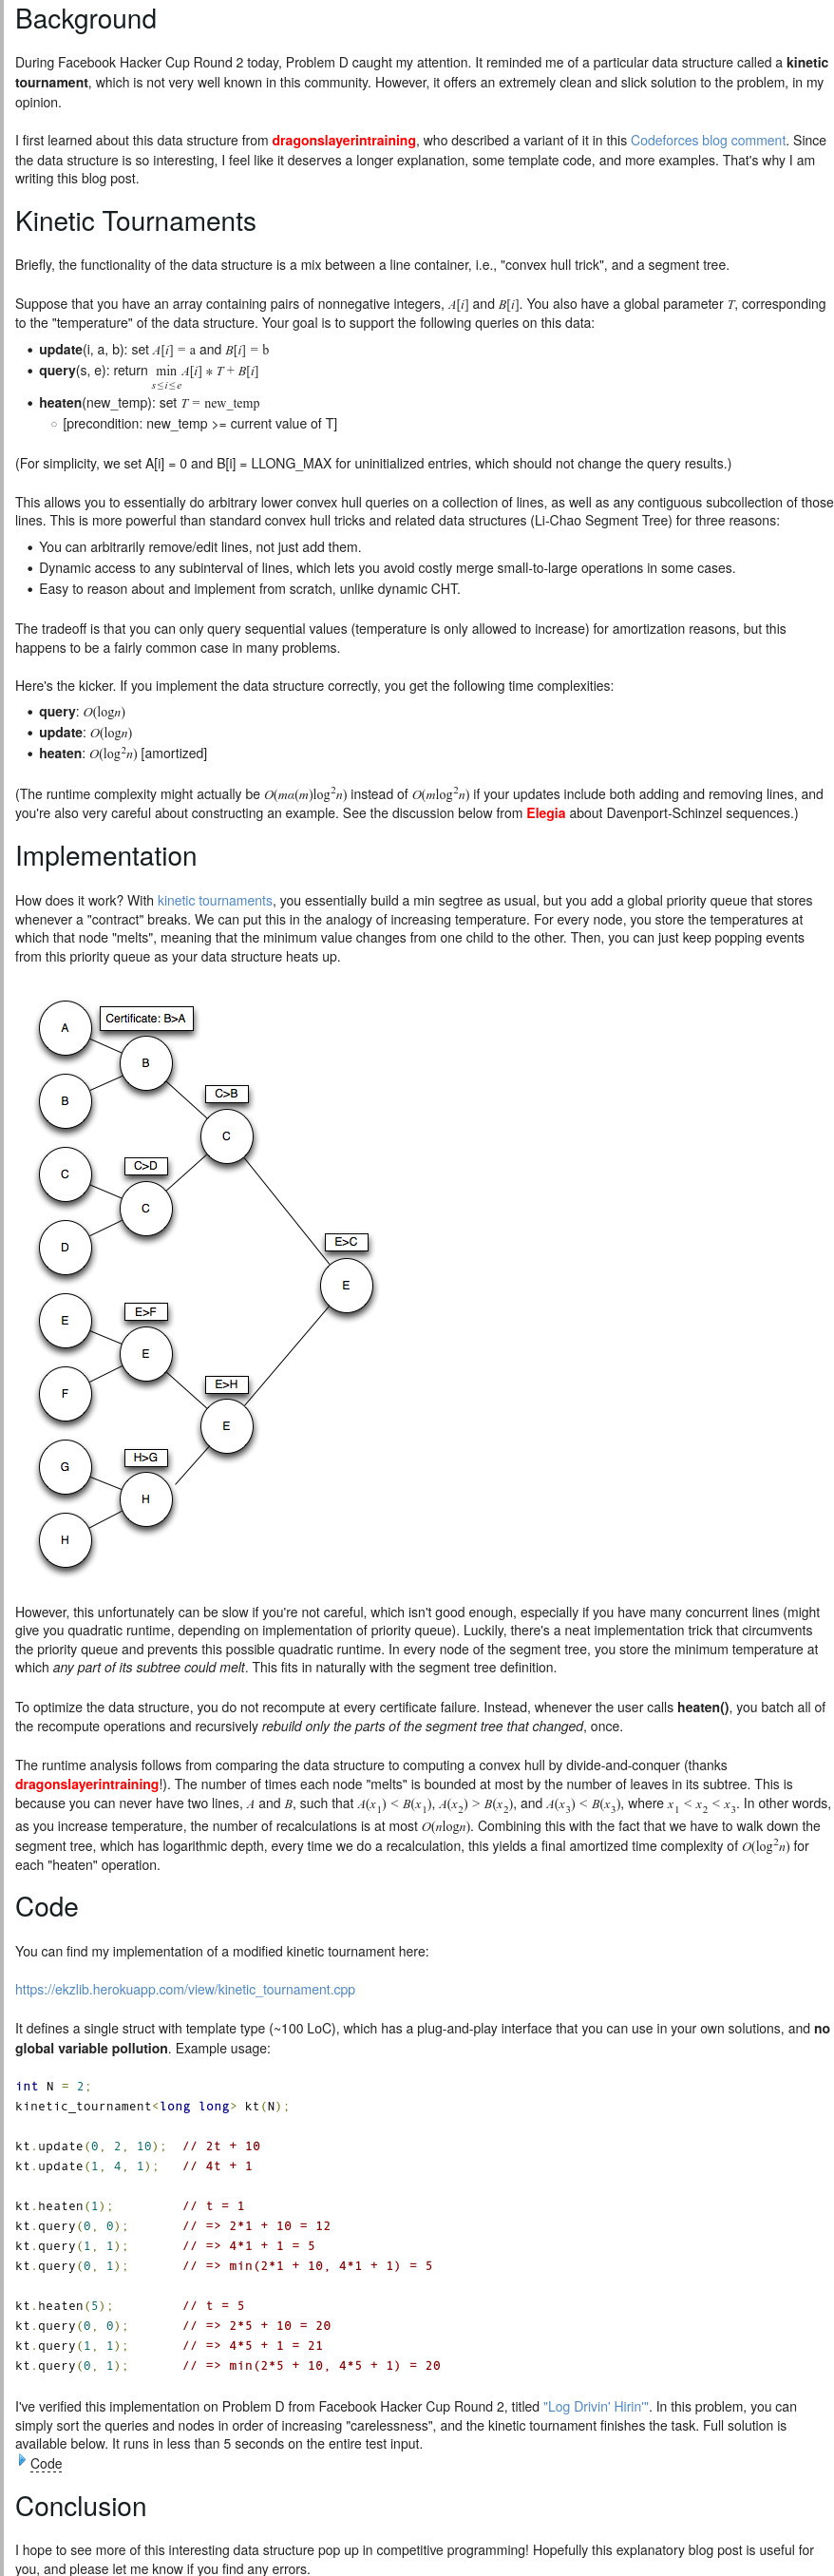 Background
During Facebook Hacker Cup Round 2 today, Problem D caught my attention. It reminded me of a particular data structure called a kinetic
tournament, which is not very well known in this community. However, it offers an extremely clean and slick solution to the problem, in my
opinion.
I first learned about this data structure from dragonslayerintraining, who described a variant of it in this Codeforces blog comment. Since
the data structure is so interesting, I feel like it deserves a longer explanation, some template code, and more examples. That's why I am
writing this blog post.
Kinetic Tournaments
Briefly, the functionality of the data structure is a mix between a line container, i.e., "convex hull trick", and a segment tree.
Suppose that you have an array containing pairs of nonnegative integers, A[i] and B[i]. You also have a global parameter T, corresponding
to the "temperature" of the data structure. Your goal is to support the following queries on this data:
• update(i, a, b): set A[i] = a and B[i] = b
• query(s, e): return min A[i] * T + B[i]
s≤i≤e
• heaten(new_temp): set T = new_temp
○ [precondition: new_temp >= current value of T]
(For simplicity, we set A[i] = 0 and B[i] = LLONG_MAX for uninitialized entries, which should not change the query results.)
This allows you to essentially do arbitrary lower convex hull queries on a collection of lines, as well as any contiguous subcollection of those
lines. This is more powerful than standard convex hull tricks and related data structures (Li-Chao Segment Tree) for three reasons:
• You can arbitrarily remove/edit lines, not just add them.
• Dynamic access to any subinterval of lines, which lets you avoid costly merge small-to-large operations in some cases.
• Easy to reason about and implement from scratch, unlike dynamic CHT.
The tradeoff is that you can only query sequential values (temperature is only allowed to increase) for amortization reasons, but this
happens to be a fairly common case in many problems.
Here's the kicker. If you implement the data structure correctly, you get the following time complexities:
• query: O(logn)
• update: O(logn)
• heaten: O(log²n) [amortized]
(The runtime complexity might actually be O(mα(m)log²n) instead of O(mlog²n) if your updates include both adding and removing lines, and
you're also very careful about constructing an example. See the discussion below from Elegia about Davenport-Schinzel sequences.)
Implementation
How does it work? With kinetic tournaments, you essentially build a min segtree as usual, but you add a global priority queue that stores
whenever a "contract" breaks. We can put this in the analogy of increasing temperature. For every node, you store the temperatures at
which that node "melts", meaning that the minimum value changes from one child to the other. Then, you can just keep popping events
from this priority queue as your data structure heats up.
A
Certificate: B>A
B
B
C>B
C
C
C>D
C
D
E>C
E
E
E>F
E
F
E>H
E
G
H>G
H
H
However, this unfortunately can be slow if you're not careful, which isn't good enough, especially if you have many concurrent lines (might
give you quadratic runtime, depending on implementation of priority queue). Luckily, there's a neat implementation trick that circumvents
the priority queue and prevents this possible quadratic runtime. In every node of the segment tree, you store the minimum temperature at
which any part of its subtree could melt. This fits in naturally with the segment tree definition.
To optimize the data structure, you do not recompute at every certificate failure. Instead, whenever the user calls heaten(), you batch all of
the recompute operations and recursively rebuild only the parts of the segment tree that changed, once.
The runtime analysis follows from comparing the data structure to computing a convex hull by divide-and-conquer (thanks
dragonslayerintraining!). The number of times each node "melts" is bounded at most by the number of leaves in its subtree. This is
because you can never have two lines, A and B, such that A(x₁) < B(x₁), A(x₂) > B(x₂), and A(x₃) < B(x₃), where x₁ < x₂ < x₃. In other words,
as you increase temperature, the number of recalculations is at most O(nlogn). Combining this with the fact that we have to walk down the
segment tree, which has logarithmic depth, every time we do a recalculation, this yields a final amortized time complexity of O(log²n) for
each "heaten" operation.
Code
You can find my implementation of a modified kinetic tournament here:
https://ekzlib.herokuapp.com/view/kinetic_tournament.cpp
It defines a single struct with template type (~100 LoC), which has a plug-and-play interface that you can use in your own solutions, and no
global variable pollution. Example usage:
int N = 2;
kinetic_tournament<long long> kt(N);
kt.update(0, 2, 10);  // 2t + 10
kt.update(1, 4, 1);   // 4t + 1
kt.heaten(1);         // t = 1
kt.query(0, 0);       // => 2*1 + 10 = 12
kt.query(1, 1);       // => 4*1 + 1 = 5
kt.query(0, 1);       // => min(2*1 + 10, 4*1 + 1) = 5
kt.heaten(5);         // t = 5
kt.query(0, 0);       // => 2*5 + 10 = 20
kt.query(1, 1);       // => 4*5 + 1 = 21
kt.query(0, 1);       // => min(2*5 + 10, 4*5 + 1) = 20
I've verified this implementation on Problem D from Facebook Hacker Cup Round 2, titled "Log Drivin' Hirin'". In this problem, you can
simply sort the queries and nodes in order of increasing "carelessness", and the kinetic tournament finishes the task. Full solution is
available below. It runs in less than 5 seconds on the entire test input.
Code
Conclusion
I hope to see more of this interesting data structure pop up in competitive programming! Hopefully this explanatory blog post is useful for
you, and please let me know if you find any errors.